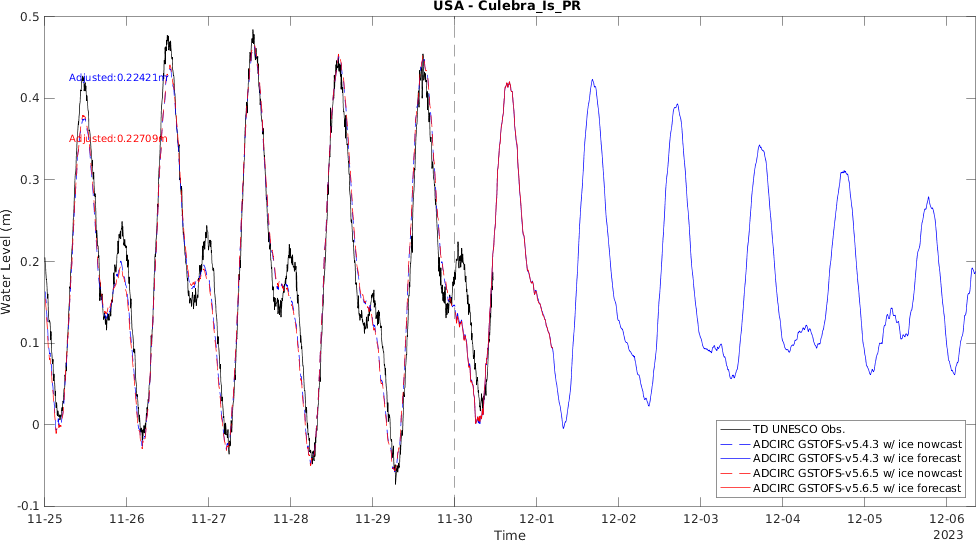 USA - Culebra_Is_PR
0.5
0.4
0.3
0.2
0.1
0
-0.1
Water Level (m)
Adjusted:0.22421m
Adjusted:0.22709m
TD UNESCO Obs.
ADCIRC GSTOFS-v5.4.3 w/ ice nowcast
ADCIRC GSTOFS-v5.4.3 w/ ice forecast
ADCIRC GSTOFS-v5.6.5 w/ ice nowcast
ADCIRC GSTOFS-v5.6.5 w/ ice forecast
11-25 11-26 11-27 11-28 11-29 11-30 12-01 12-02 12-03 12-04 12-05 12-06
Time
2023